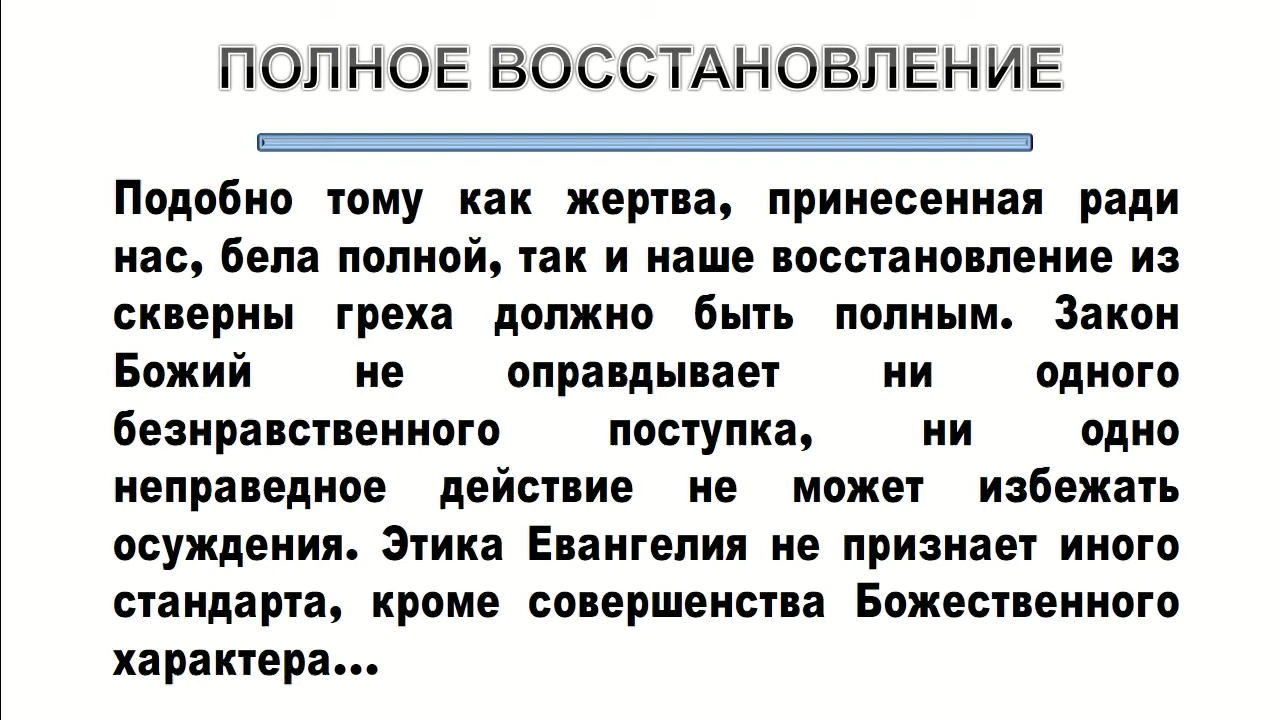 ПОЛНОЕ ВОССТАНОВЛЕНИЕ
Подобно тому как жертва, принесенная ради
нас, бела полной, так и наше восстановление из
скверны греха должно быть полным. Закон
Божий не оправдывает ни одного
безнравственного поступка, ни одно
неправедное действие не может избежать
осуждения. Этика Евангелия не признает иного
стандарта, кроме совершенства Божественного
характера...